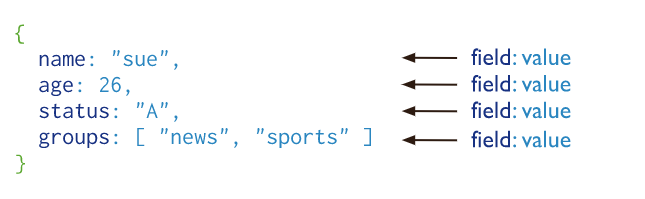 {
name: "sue", field: value
age: 26, field: value
status: "A", field: value
groups: [ "news", "sports" ] field: value
}